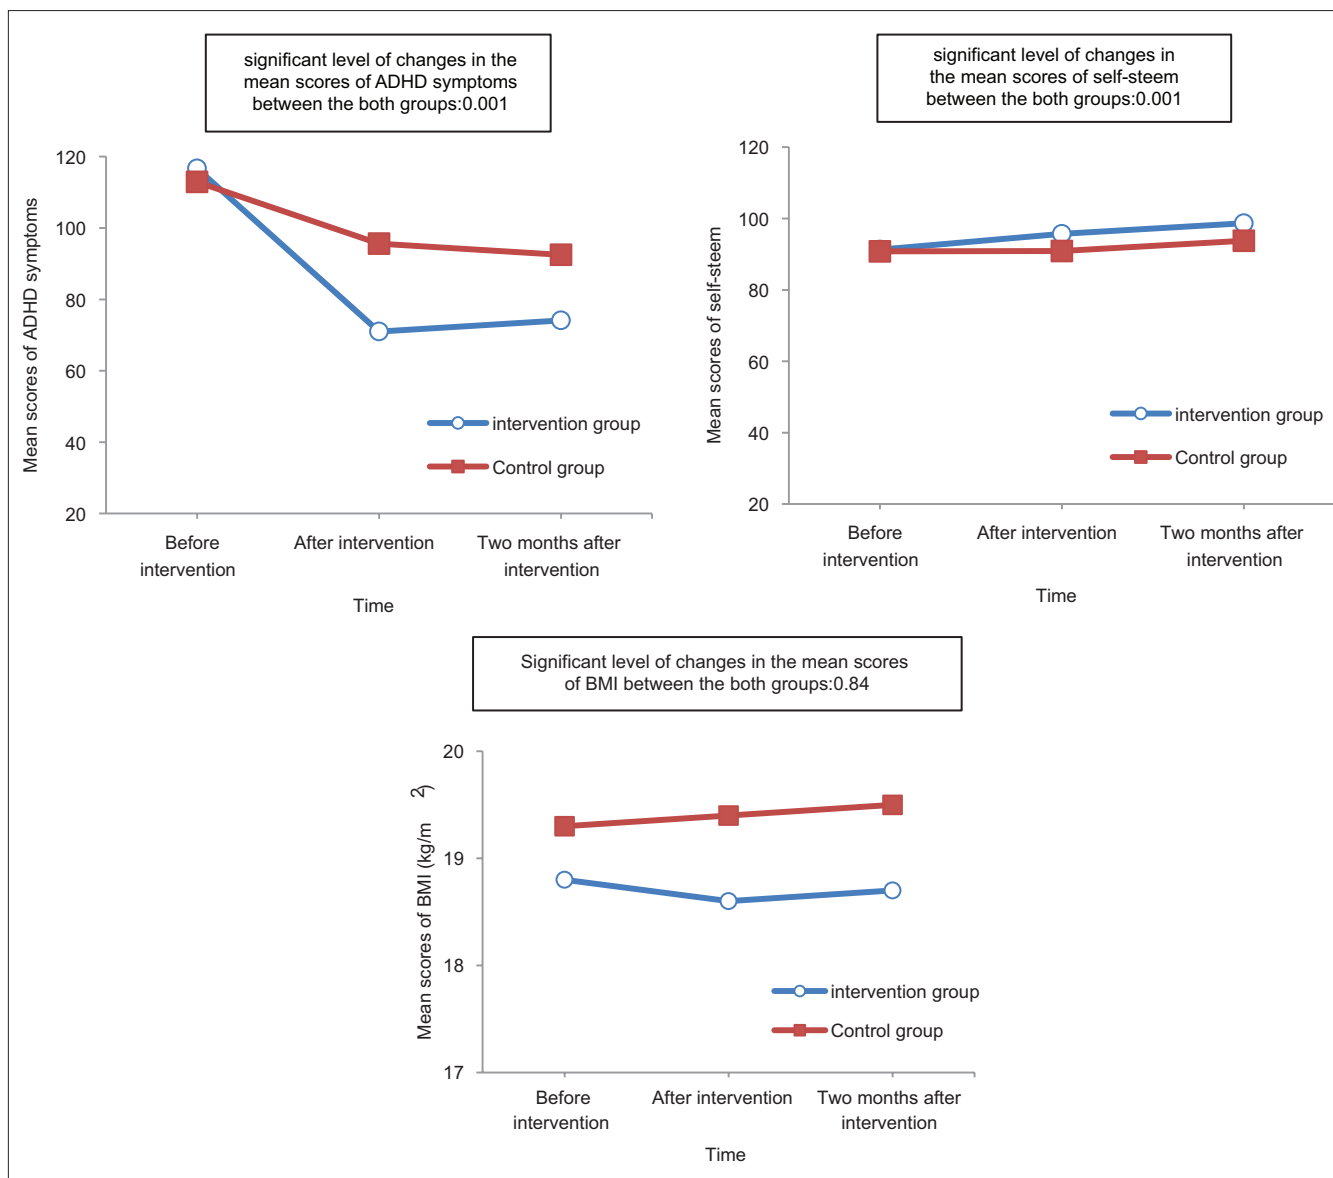 significant level of changes in the
mean scores of ADHD symptoms
between the both groups:0.001
120
100
80
60
40
20
Mean scores of ADHD symptoms
intervention group
Control group
Before
intervention
After intervention
Two months after
intervention
Time
significant level of changes in
the mean scores of self-steem
between the both groups:0.001
120
100
80
60
40
20
Mean scores of self-steem
intervention group
Control group
Before
intervention
After intervention
Two months after
intervention
Time
Significant level of changes in the mean scores
of BMI between the both groups:0.84
20
19
18
17
Mean scores of BMI (kg/m 2)
intervention group
Control group
Before
intervention
After intervention
Two months after
intervention
Time